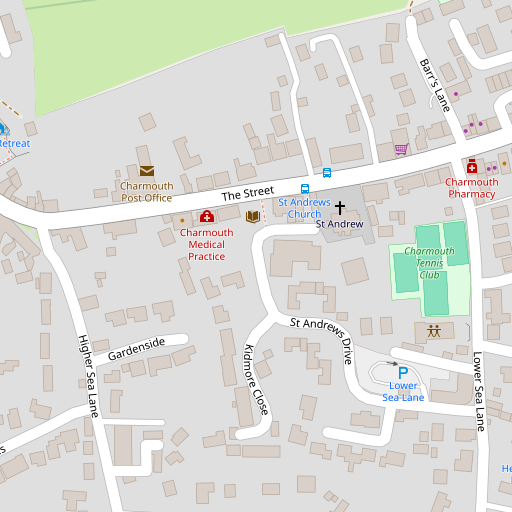 Barr's Lane
Retreat
Charmouth
Post Office
The Street
Charmouth
Pharmacy
St Andrews
Church
St Andrew
Charmouth
Medical
Practice
Charmouth
Tennis
Club
St Andrews Drive
Gardenside
Higher Sea Lane
Kidmore Close
Lower Sea Lane
P
Lower
Sea Lane